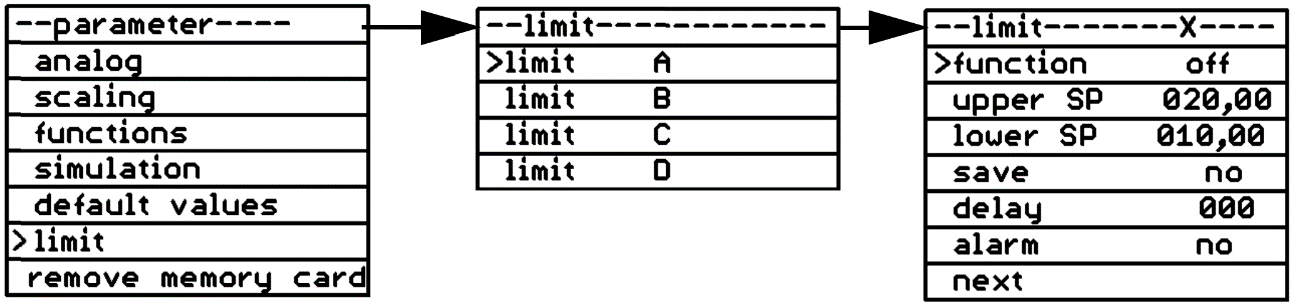 --parameter----
analog
scaling
functions
simulation
default values
>limit
remove memory card
--limit-------------
>limit A
limit B
limit C
limit D
--limit--------X----
>function off
upper SP 020,00
lower SP 010,00
save no
delay 000
alarm no
next